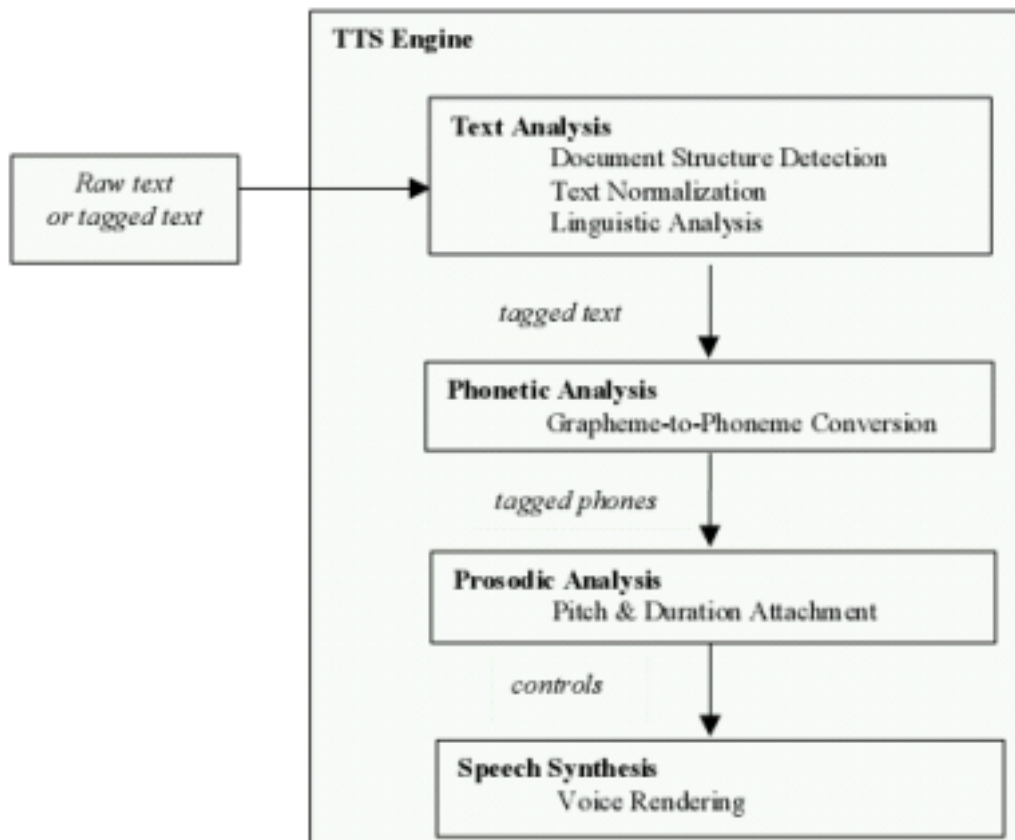 TTS Engine
Text Analysis
Document Structure Detection
Text Normalization
Linguistic Analysis
Raw text
or tagged text
tagged text
Phonetic Analysis
Grapheme-to-Phoneme Conversion
tagged phones
Prosodic Analysis
Pitch & Duration Attachment
controls
Speech Synthesis
Voice Rendering